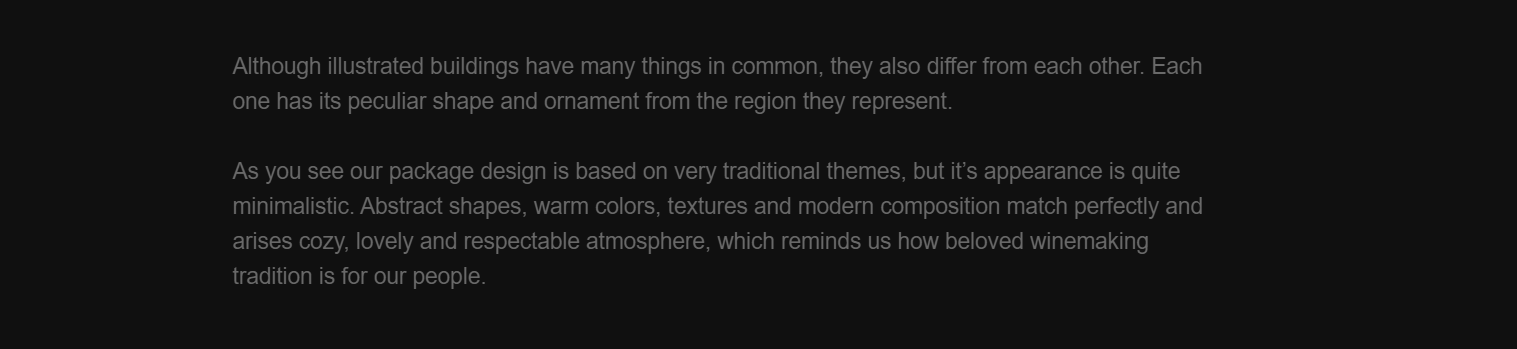 Although illustrated buildings have many things in common, they also differ from each other. Each
one has its peculiar shape and ornament from the region they represent.
As you see our package design is based on very traditional themes, but it’s appearance is quite
minimalistic. Abstract shapes, warm colors, textures and modern composition match perfectly and
arises cozy, lovely and respectable atmosphere, which reminds us how beloved winemaking
tradition is for our people.